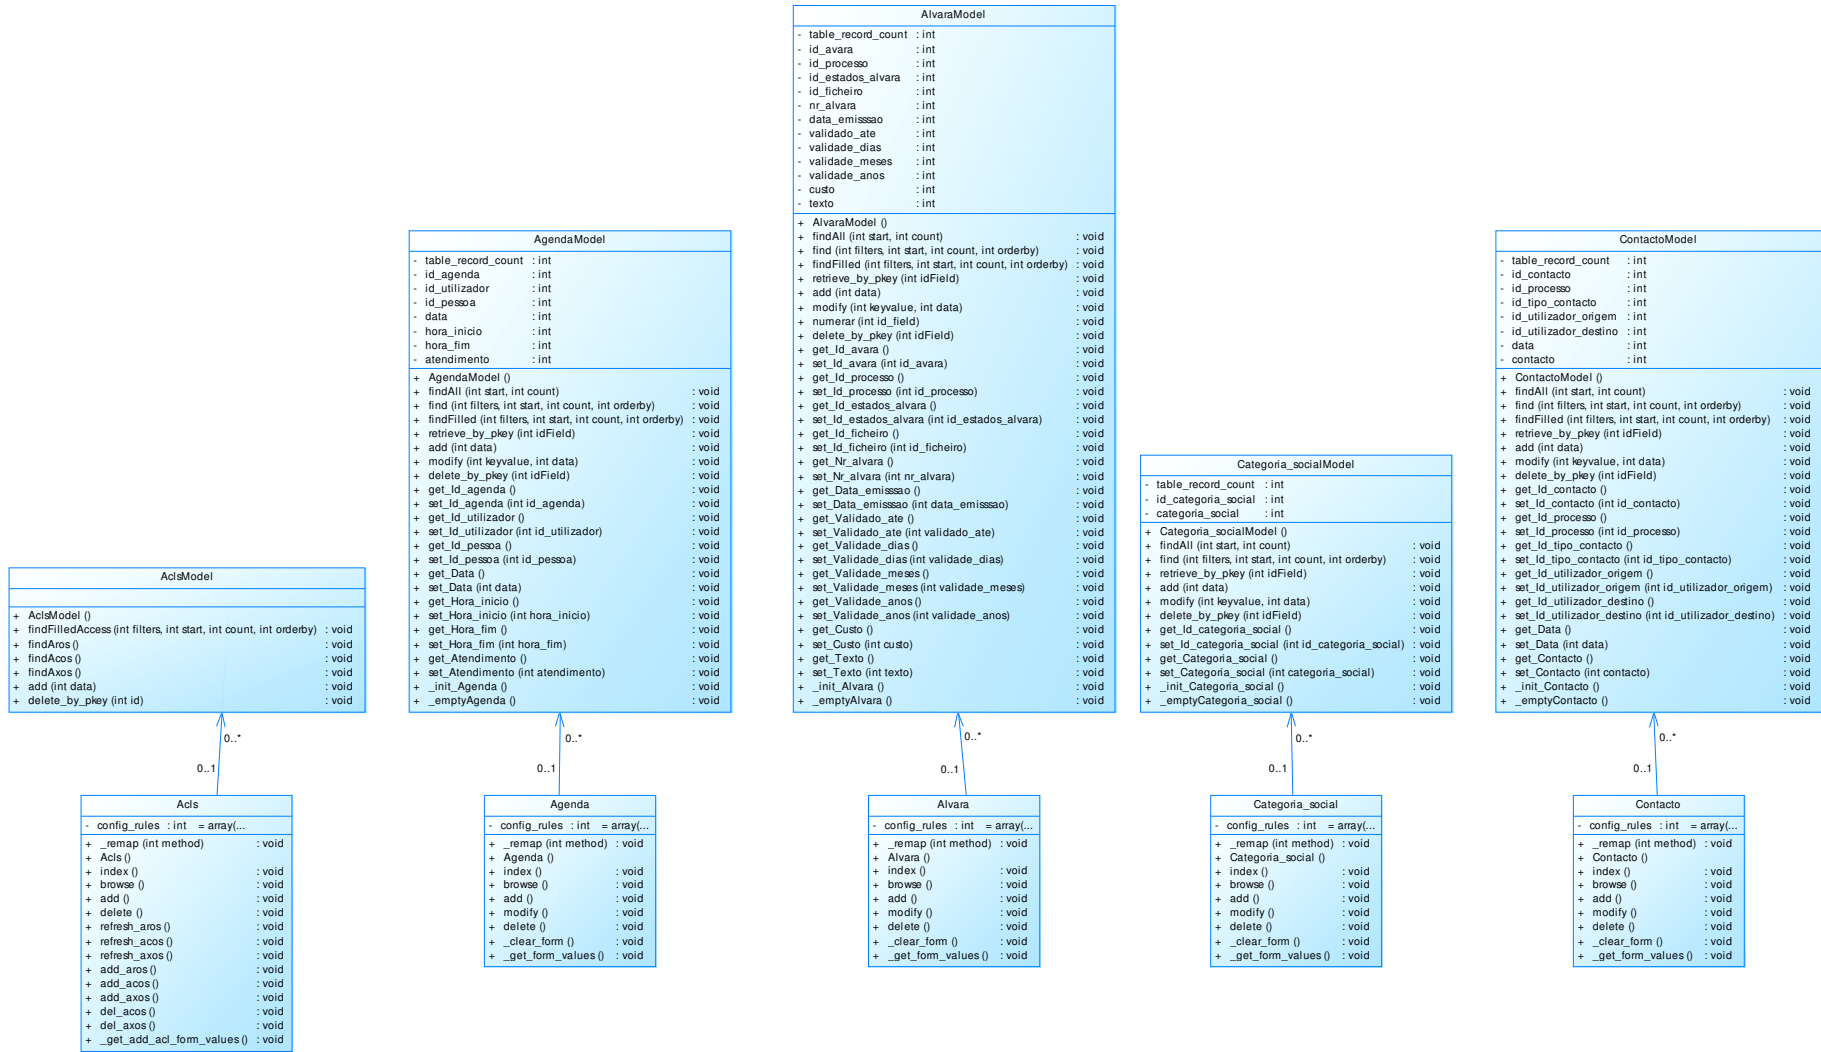 AlvaraModel
- table_record_count : int
- id_avara : int
- id_processo : int
- id_estados_alvara : int
- id_ficheiro : int
- nr_alvara : int
- data_emisssao : int
- validado_ate : int
- validade_dias : int
- validade_meses : int
- validade_anos : int
- custo : int
- texto : int
+ AlvaraModel ()
+ findAll (int start, int count) : void
+ find (int filters, int start, int count, int orderby) : void
+ findFilled (int filters, int start, int count, int orderby) : void
+ retrieve_by_pkey (int idField) : void
+ add (int data) : void
+ modify (int keyvalue, int data) : void
+ numerar (int id_field) : void
+ delete_by_pkey (int idField) : void
+ get_Id_avara () : void
+ set_Id_avara (int id_avara) : void
+ get_Id_processo () : void
+ set_Id_processo (int id_processo) : void
+ get_Id_estados_alvara () : void
+ set_Id_estados_alvara (int id_estados_alvara) : void
+ get_Id_ficheiro () : void
+ set_Id_ficheiro (int id_ficheiro) : void
+ get_Nr_alvara () : void
+ set_Nr_alvara (int nr_alvara) : void
+ get_Data_emisssao () : void
+ set_Data_emisssao (int data_emisssao) : void
+ get_Validado_ate () : void
+ set_Validado_ate (int validado_ate) : void
+ get_Validade_dias () : void
+ set_Validade_dias (int validade_dias) : void
+ get_Validade_meses () : void
+ set_Validade_meses (int validade_meses) : void
+ get_Validade_anos () : void
+ set_Validade_anos (int validade_anos) : void
+ get_Custo () : void
+ set_Custo (int custo) : void
+ get_Texto () : void
+ set_Texto (int texto) : void
+ _init_Alvara () : void
+ _emptyAlvara () : void
AgendaModel
- table_record_count : int
- id_agenda : int
- id_utilizador : int
- id_pessoa : int
- data : int
- hora_inicio : int
- hora_fim : int
- atendimento : int
+ AgendaModel ()
+ findAll (int start, int count) : void
+ find (int filters, int start, int count, int orderby) : void
+ findFilled (int filters, int start, int count, int orderby) : void
+ retrieve_by_pkey (int idField) : void
+ add (int data) : void
+ modify (int keyvalue, int data) : void
+ delete_by_pkey (int idField) : void
+ get_Id_agenda () : void
+ set_Id_agenda (int id_agenda) : void
+ get_Id_utilizador () : void
+ set_Id_utilizador (int id_utilizador) : void
+ get_Id_pessoa () : void
+ set_Id_pessoa (int id_pessoa) : void
+ get_Data () : void
+ set_Data (int data) : void
+ get_Hora_inicio () : void
+ set_Hora_inicio (int hora_inicio) : void
+ get_Hora_fim () : void
+ set_Hora_fim (int hora_fim) : void
+ get_Atendimento () : void
+ set_Atendimento (int atendimento) : void
+ _init_Agenda () : void
+ _emptyAgenda () : void
ContactoModel
- table_record_count : int
- id_contacto : int
- id_processo : int
- id_tipo_contacto : int
- id_utilizador_origem : int
- id_utilizador_destino : int
- data : int
- contacto : int
+ ContactoModel ()
+ findAll (int start, int count) : void
+ find (int filters, int start, int count, int orderby) : void
+ findFilled (int filters, int start, int count, int orderby) : void
+ retrieve_by_pkey (int idField) : void
+ add (int data) : void
+ modify (int keyvalue, int data) : void
+ delete_by_pkey (int idField) : void
+ get_Id_contacto () : void
+ set_Id_contacto (int id_contacto) : void
+ get_Id_processo () : void
+ set_Id_processo (int id_processo) : void
+ get_Id_tipo_contacto () : void
+ set_Id_tipo_contacto (int id_tipo_contacto) : void
+ get_Id_utilizador_origem () : void
+ set_Id_utilizador_origem (int id_utilizador_origem) : void
+ get_Id_utilizador_destino () : void
+ set_Id_utilizador_destino (int id_utilizador_destino) : void
+ get_Data () : void
+ set_Data (int data) : void
+ get_Contacto () : void
+ set_Contacto (int contacto) : void
+ _init_Contacto () : void
+ _emptyContacto () : void
Categoria_socialModel
- table_record_count : int
- id_categoria_social : int
- categoria_social : int
+ Categoria_socialModel ()
+ findAll (int start, int count) : void
+ find (int filters, int start, int count, int orderby) : void
+ retrieve_by_pkey (int idField) : void
+ add (int data) : void
+ modify (int keyvalue, int data) : void
+ delete_by_pkey (int idField) : void
+ get_Id_categoria_social () : void
+ set_Id_categoria_social (int id_categoria_social) : void
+ get_Categoria_social () : void
+ set_Categoria_social (int categoria_social) : void
+ _init_Categoria_social () : void
+ _emptyCategoria_social () : void
AclsModel
+ AclsModel ()
+ findFilledAccess (int filters, int start, int count, int orderby) : void
+ findAros () : void
+ findAcos () : void
+ findAxos () : void
+ add (int data) : void
+ delete_by_pkey (int id) : void
0..*
0..*
0..*
0..*
0..*
0..1
0..1
0..1
0..1
0..1
Acls
- config_rules : int = array(...
+ _remap (int method) : void
+ Acls ()
+ index () : void
+ browse () : void
+ add () : void
+ delete () : void
+ refresh_aros () : void
+ refresh_acos () : void
+ refresh_axos () : void
+ add_aros () : void
+ add_acos () : void
+ add_axos () : void
+ del_acos () : void
+ del_axos () : void
+ _get_add_acl_form_values () : void
Agenda
- config_rules : int = array(...
+ _remap (int method) : void
+ Agenda ()
+ index () : void
+ browse () : void
+ add () : void
+ modify () : void
+ delete () : void
+ _clear_form () : void
+ _get_form_values () : void
Alvara
- config_rules : int = array(...
+ _remap (int method) : void
+ Alvara ()
+ index () : void
+ browse () : void
+ add () : void
+ modify () : void
+ delete () : void
+ _clear_form () : void
+ _get_form_values () : void
Categoria_social
- config_rules : int = array(...
+ _remap (int method) : void
+ Categoria_social ()
+ index () : void
+ browse () : void
+ add () : void
+ modify () : void
+ delete () : void
+ _clear_form () : void
+ _get_form_values () : void
Contacto
- config_rules : int = array(...
+ _remap (int method) : void
+ Contacto ()
+ index () : void
+ browse () : void
+ add () : void
+ modify () : void
+ delete () : void
+ _clear_form () : void
+ _get_form_values () : void